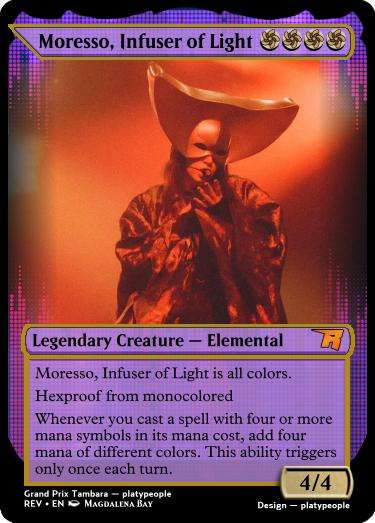 Moresso, Infuser of Light
Legendary Creature — Elemental
Moresso, Infuser of Light is all colors.
Hexproof from monocolored
Whenever you cast a spell with four or more
mana symbols in its mana cost, add four
mana of different colors. This ability triggers
only once each turn.
4/4
Grand Prix Tambara — platypeople
REV • EN Magdalena Bay
Design — platypeople